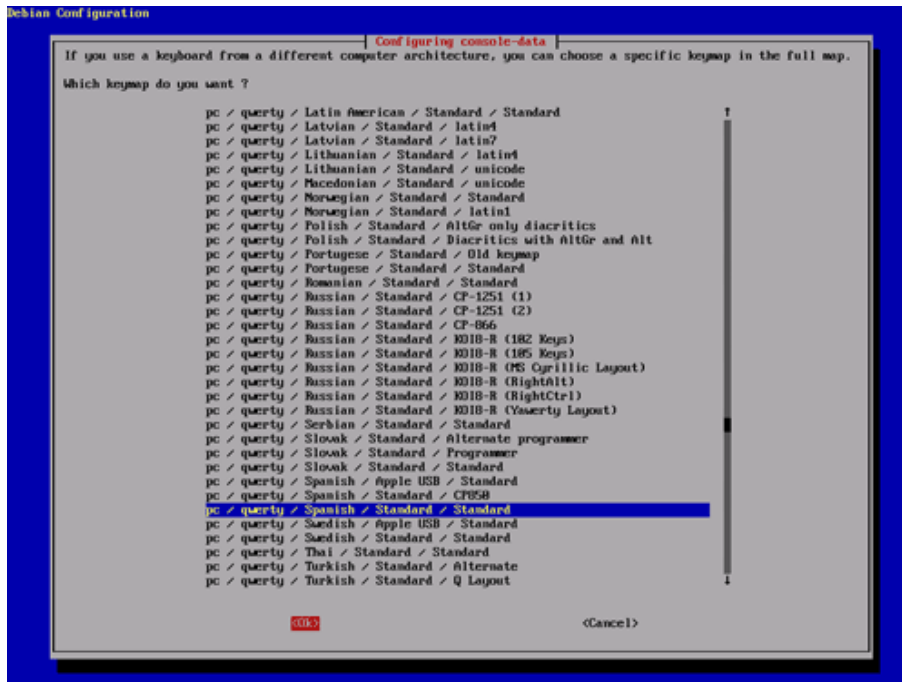 Debian Configuration
Configuring console-data
If you use a keyboard from a different computer architecture, you can choose a specific keymap in the full map.
Which keymap do you want ?
pc / qwerty / Latin American / Standard / Standard
pc / qwerty / Latvian / Standard / latin4
pc / qwerty / Latvian / Standard / latin7
pc / qwerty / Lithuanian / Standard / latin4
pc / qwerty / Lithuanian / Standard / unicode
pc / qwerty / Macedonian / Standard / unicode
pc / qwerty / Norwegian / Standard / Standard
pc / qwerty / Norwegian / Standard / latin1
pc / qwerty / Polish / Standard / AltGr only diacritics
pc / qwerty / Polish / Standard / Diacritics with AltGr and Alt
pc / qwerty / Portugese / Standard / Old keymap
pc / qwerty / Portugese / Standard / Standard
pc / qwerty / Romanian / Standard / Standard
pc / qwerty / Russian / Standard / CP-1251 (1)
pc / qwerty / Russian / Standard / CP-1251 (2)
pc / qwerty / Russian / Standard / CP-866
pc / qwerty / Russian / Standard / KOI8-R (102 Keys)
pc / qwerty / Russian / Standard / KOI8-R (105 Keys)
pc / qwerty / Russian / Standard / KOI8-R (MS Cyrillic Layout)
pc / qwerty / Russian / Standard / KOI8-R (RightAlt)
pc / qwerty / Russian / Standard / KOI8-R (RightCtrl)
pc / qwerty / Russian / Standard / KOI8-R (Yawerty Layout)
pc / qwerty / Serbian / Standard / Standard
pc / qwerty / Slovak / Standard / Alternate programmer
pc / qwerty / Slovak / Standard / Programmer
pc / qwerty / Slovak / Standard / Standard
pc / qwerty / Spanish / Apple USB / Standard
pc / qwerty / Spanish / Standard / CP850
pc / qwerty / Spanish / Standard / Standard
pc / qwerty / Swedish / Apple USB / Standard
pc / qwerty / Swedish / Standard / Standard
pc / qwerty / Thai / Standard / Standard
pc / qwerty / Turkish / Standard / Alternate
pc / qwerty / Turkish / Standard / Q Layout
<Ok> <Cancel>